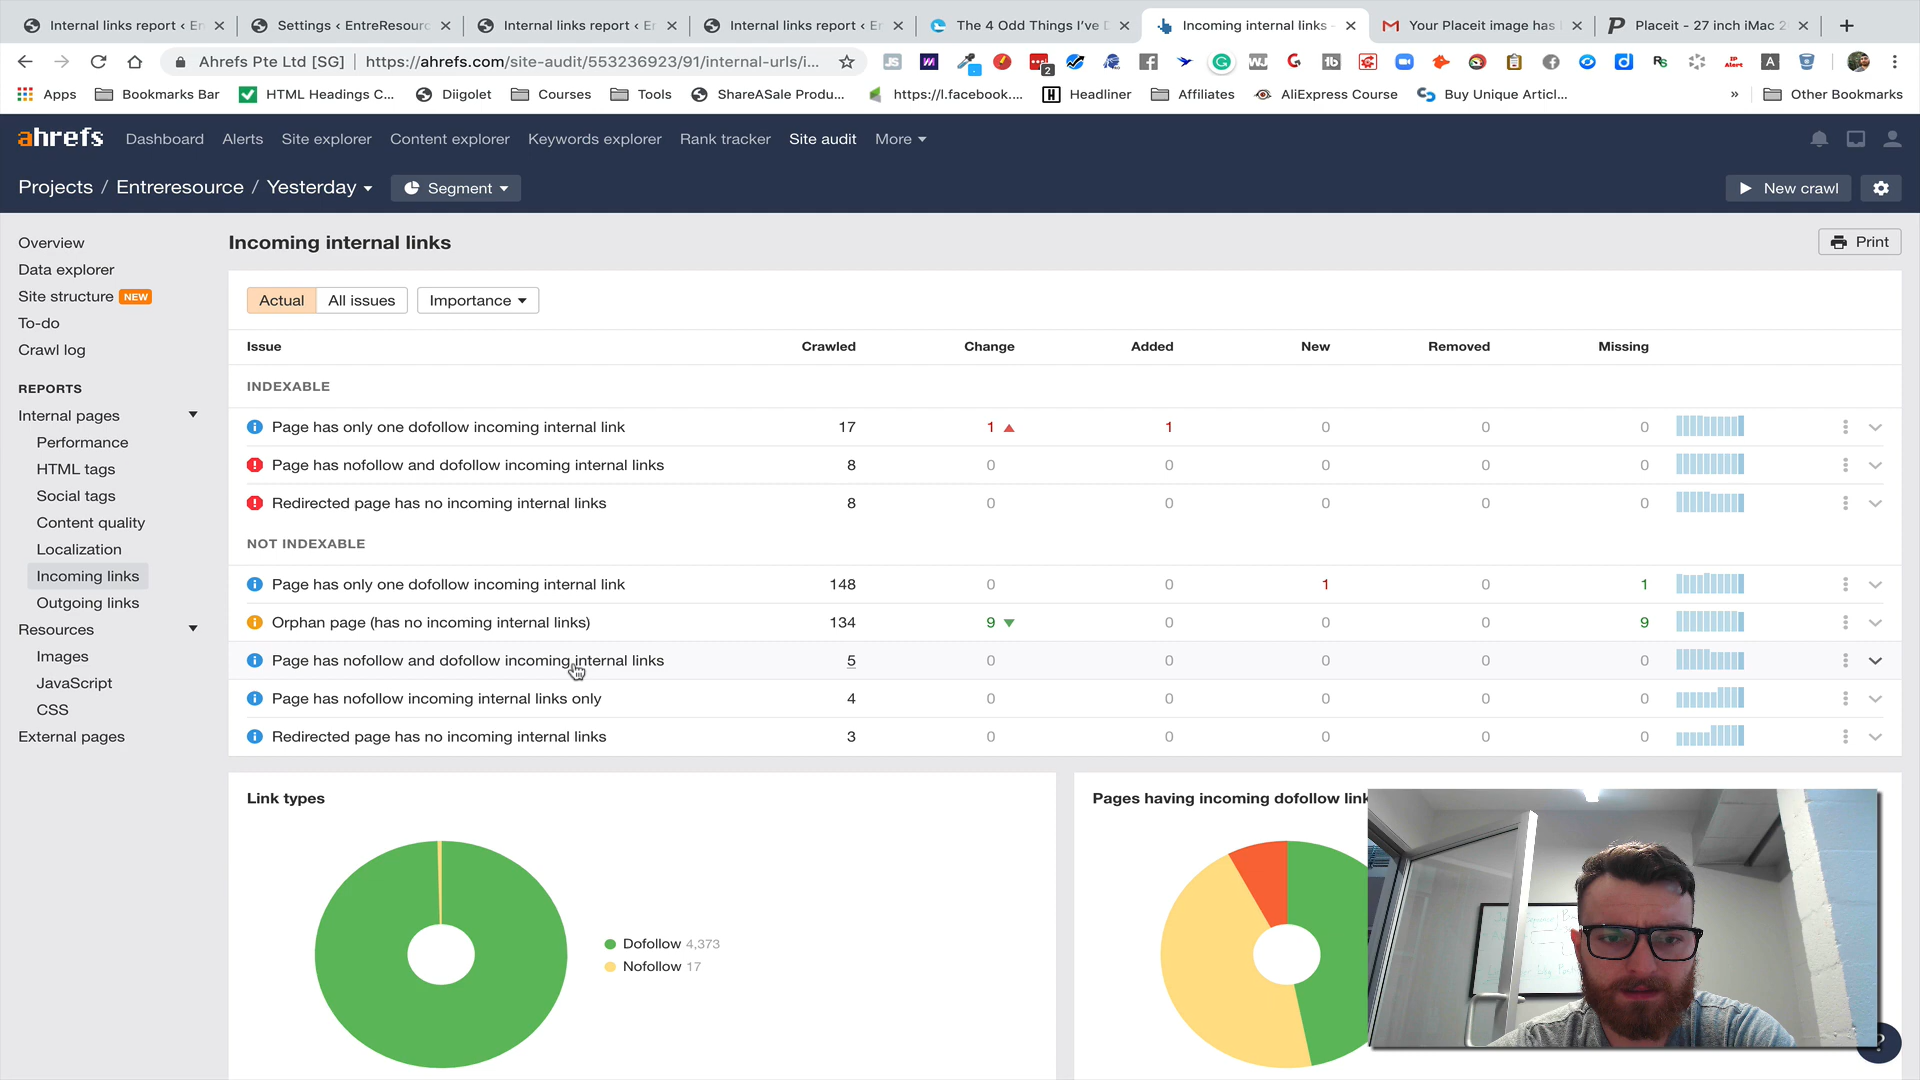 Internal links report ‹ En
Settings ‹ EntreResourc
Internal links report ‹ En
Internal links report ‹ En
The 4 Odd Things I've D
Incoming internal links -
Your Placeit image has
Placeit - 27 inch iMac 2
Ahrefs Pte Ltd [SG] | https://ahrefs.com/site-audit/553236923/91/internal-urls/i...
Apps
Bookmarks Bar
HTML Headings C...
Diigolet
Courses
Tools
ShareASale Produ...
https://l.facebook....
Headliner
Affiliates
AliExpress Course
Buy Unique Articl...
»
Other Bookmarks
ahrefs
Dashboard
Alerts
Site explorer
Content explorer
Keywords explorer
Rank tracker
Site audit
More
Projects / Entreresource / Yesterday
Segment
New crawl
Overview
Data explorer
Site structure NEW
To-do
Crawl log
REPORTS
Internal pages
Performance
HTML tags
Social tags
Content quality
Localization
Incoming links
Outgoing links
Resources
Images
JavaScript
CSS
External pages
Incoming internal links
Print
Actual
All issues
Importance
Issue Crawled Change Added New Removed Missing
INDEXABLE
Page has only one dofollow incoming internal link 17 1 1 0 0 0
Page has nofollow and dofollow incoming internal links 8 0 0 0 0 0
Redirected page has no incoming internal links 8 0 0 0 0 0
NOT INDEXABLE
Page has only one dofollow incoming internal link 148 0 0 1 0 1
Orphan page (has no incoming internal links) 134 9 0 0 0 9
Page has nofollow and dofollow incoming internal links 5 0 0 0 0 0
Page has nofollow incoming internal links only 4 0 0 0 0 0
Redirected page has no incoming internal links 3 0 0 0 0 0
Link types
Dofollow 4,373
Nofollow 17
Pages having incoming dofollow link
?